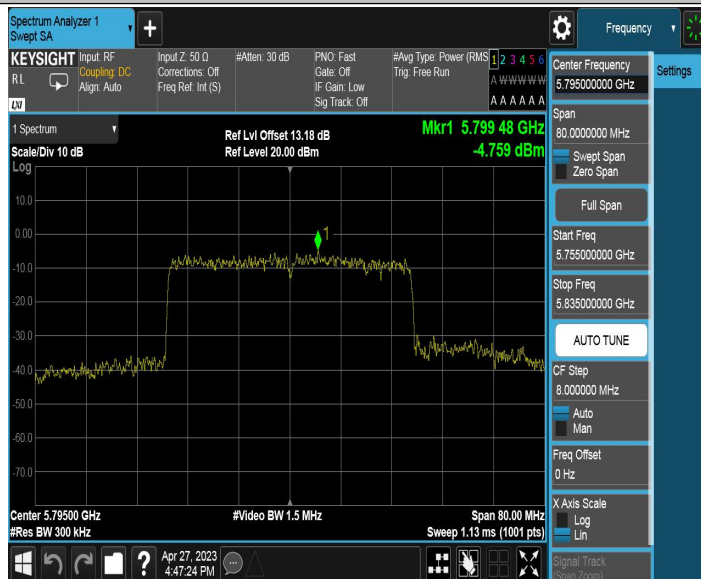 Spectrum Analyzer 1
Swept SA
Frequency
KEYSIGHT
Input: RF
Input Z: 50 Ω
#Atten: 30 dB
PNO: Fast
#Avg Type: Power (RMS
1 2 3 4 5 6
R L
Coupling: DC
Corrections: Off
Gate: Off
Trig: Free Run
A W W W W W
Align: Auto
Freq Ref: Int (S)
IF Gain: Low
Sig Track: Off
A A A A A A
LXI
Center Frequency
5.795000000 GHz
Settings
1 Spectrum
Ref Lvl Offset 13.18 dB
Mkr1 5.799 48 GHz
Scale/Div 10 dB
Ref Level 20.00 dBm
-4.759 dBm
Log
10.0
0.00
-10.0
-20.0
-30.0
-40.0
-50.0
-60.0
-70.0
1
Center 5.79500 GHz
#Video BW 1.5 MHz
Span 80.00 MHz
#Res BW 300 kHz
Sweep 1.13 ms (1001 pts)
Span
80.0000000 MHz
Swept Span
Zero Span
Full Span
Start Freq
5.755000000 GHz
Stop Freq
5.835000000 GHz
AUTO TUNE
CF Step
8.000000 MHz
Auto
Man
Freq Offset
0 Hz
X Axis Scale
Log
Lin
Signal Track
(Span Zoom)
Apr 27, 2023
4:47:24 PM